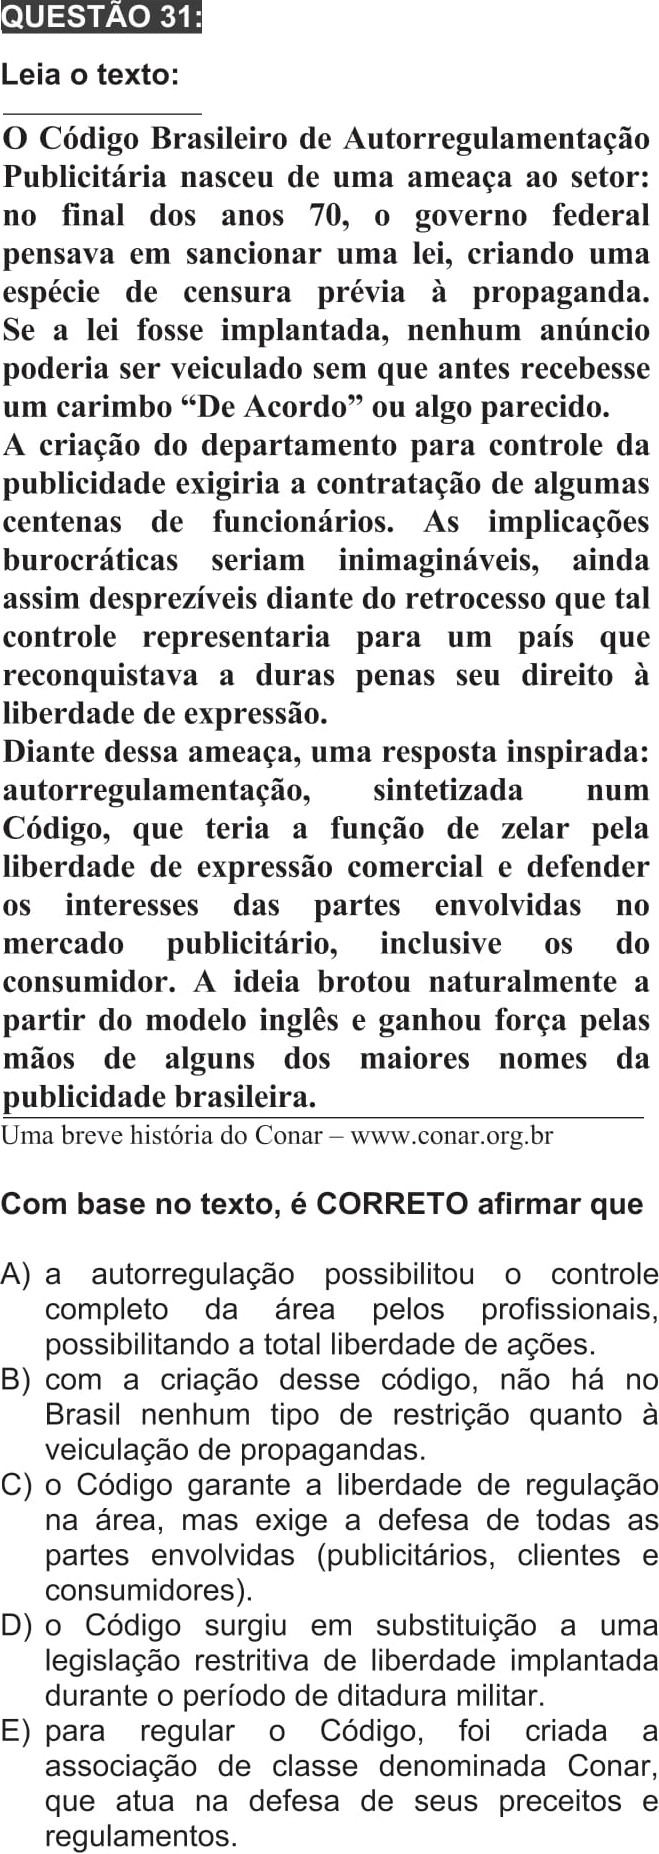 QUESTÃO 31:
Leia o texto:
O Código Brasileiro de Autorregulamentação
Publicitária nasceu de uma ameaça ao setor:
no final dos anos 70, o governo federal
pensava em sancionar uma lei, criando uma
espécie de censura prévia à propaganda.
Se a lei fosse implantada, nenhum anúncio
poderia ser veiculado sem que antes recebesse
um carimbo “De Acordo” ou algo parecido.
A criação do departamento para controle da
publicidade exigiria a contratação de algumas
centenas de funcionários. As implicações
burocráticas seriam inimagináveis, ainda
assim desprezíveis diante do retrocesso que tal
controle representaria para um país que
reconquistava a duras penas seu direito à
liberdade de expressão.
Diante dessa ameaça, uma resposta inspirada:
autorregulamentação, sintetizada num
Código, que teria a função de zelar pela
liberdade de expressão comercial e defender
os interesses das partes envolvidas no
mercado publicitário, inclusive os do
consumidor. A ideia brotou naturalmente a
partir do modelo inglês e ganhou força pelas
mãos de alguns dos maiores nomes da
publicidade brasileira.
Uma breve história do Conar – www.conar.org.br
Com base no texto, é CORRETO afirmar que
A) a autorregulação possibilitou o controle
completo da área pelos profissionais,
possibilitando a total liberdade de ações.
B) com a criação desse código, não há no
Brasil nenhum tipo de restrição quanto à
veiculação de propagandas.
C) o Código garante a liberdade de regulação
na área, mas exige a defesa de todas as
partes envolvidas (publicitários, clientes e
consumidores).
D) o Código surgiu em substituição a uma
legislação restritiva de liberdade implantada
durante o período de ditadura militar.
E) para regular o Código, foi criada a
associação de classe denominada Conar,
que atua na defesa de seus preceitos e
regulamentos.